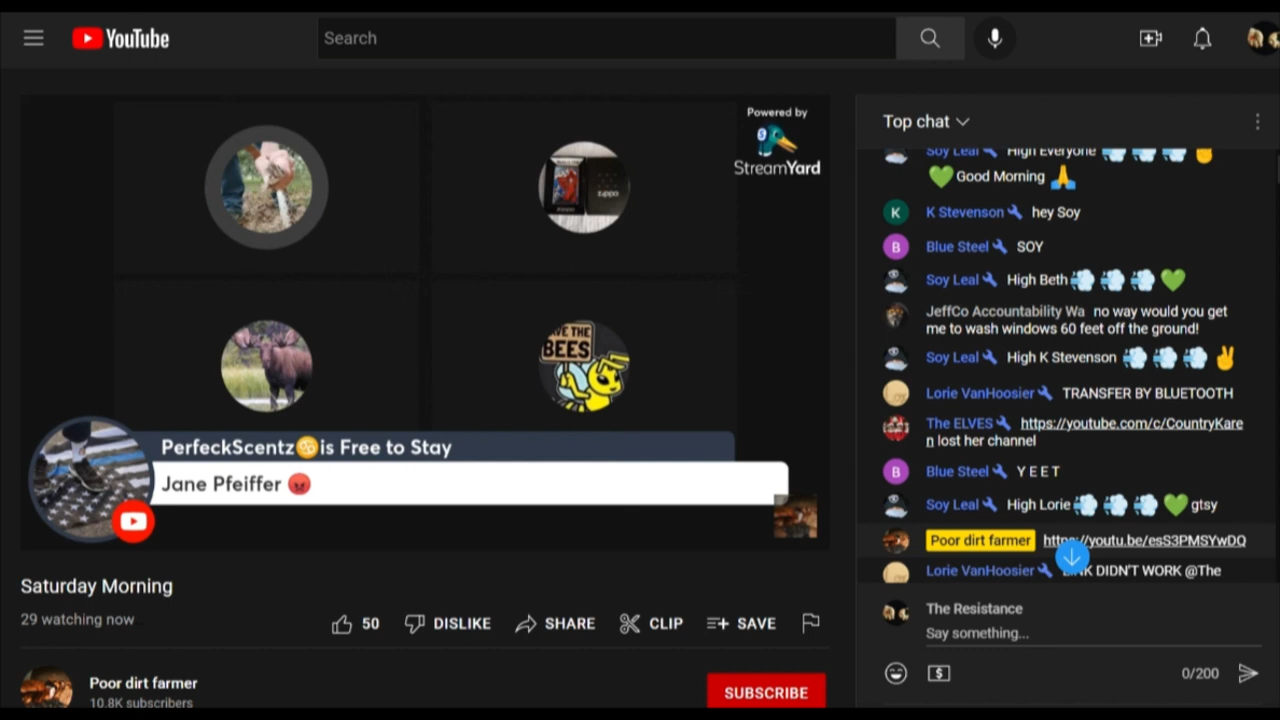 YouTube
Search
Powered by
StreamYard
ZIPPO
SAVE THE
BEES
PerfeckScentz♋is Free to Stay
Jane Pfeiffer 😡
Saturday Morning
29 watching now
50
DISLIKE
SHARE
CLIP
SAVE
Poor dirt farmer
10.8K subscribers
SUBSCRIBE
Top chat
Soy Leal High Everyone 💨 💨 💨 ✌
💚 Good Morning 🙏
K K Stevenson hey Soy
B Blue Steel SOY
Soy Leal High Beth 💨 💨 💨 💚
JeffCo Accountability Wa no way would you get
me to wash windows 60 feet off the ground!
Soy Leal High K Stevenson 💨 💨 💨 ✌
Lorie VanHoosier TRANSFER BY BLUETOOTH
The ELVES https://youtube.com/c/CountryKare
n lost her channel
B Blue Steel Y E E T
Soy Leal High Lorie 💨 💨 💨 💚 gtsy
Poor dirt farmer https://youtu.be/esS3PMSYwDQ
Lorie VanHoosier LINK DIDN'T WORK @The
The Resistance
Say something...
0/200